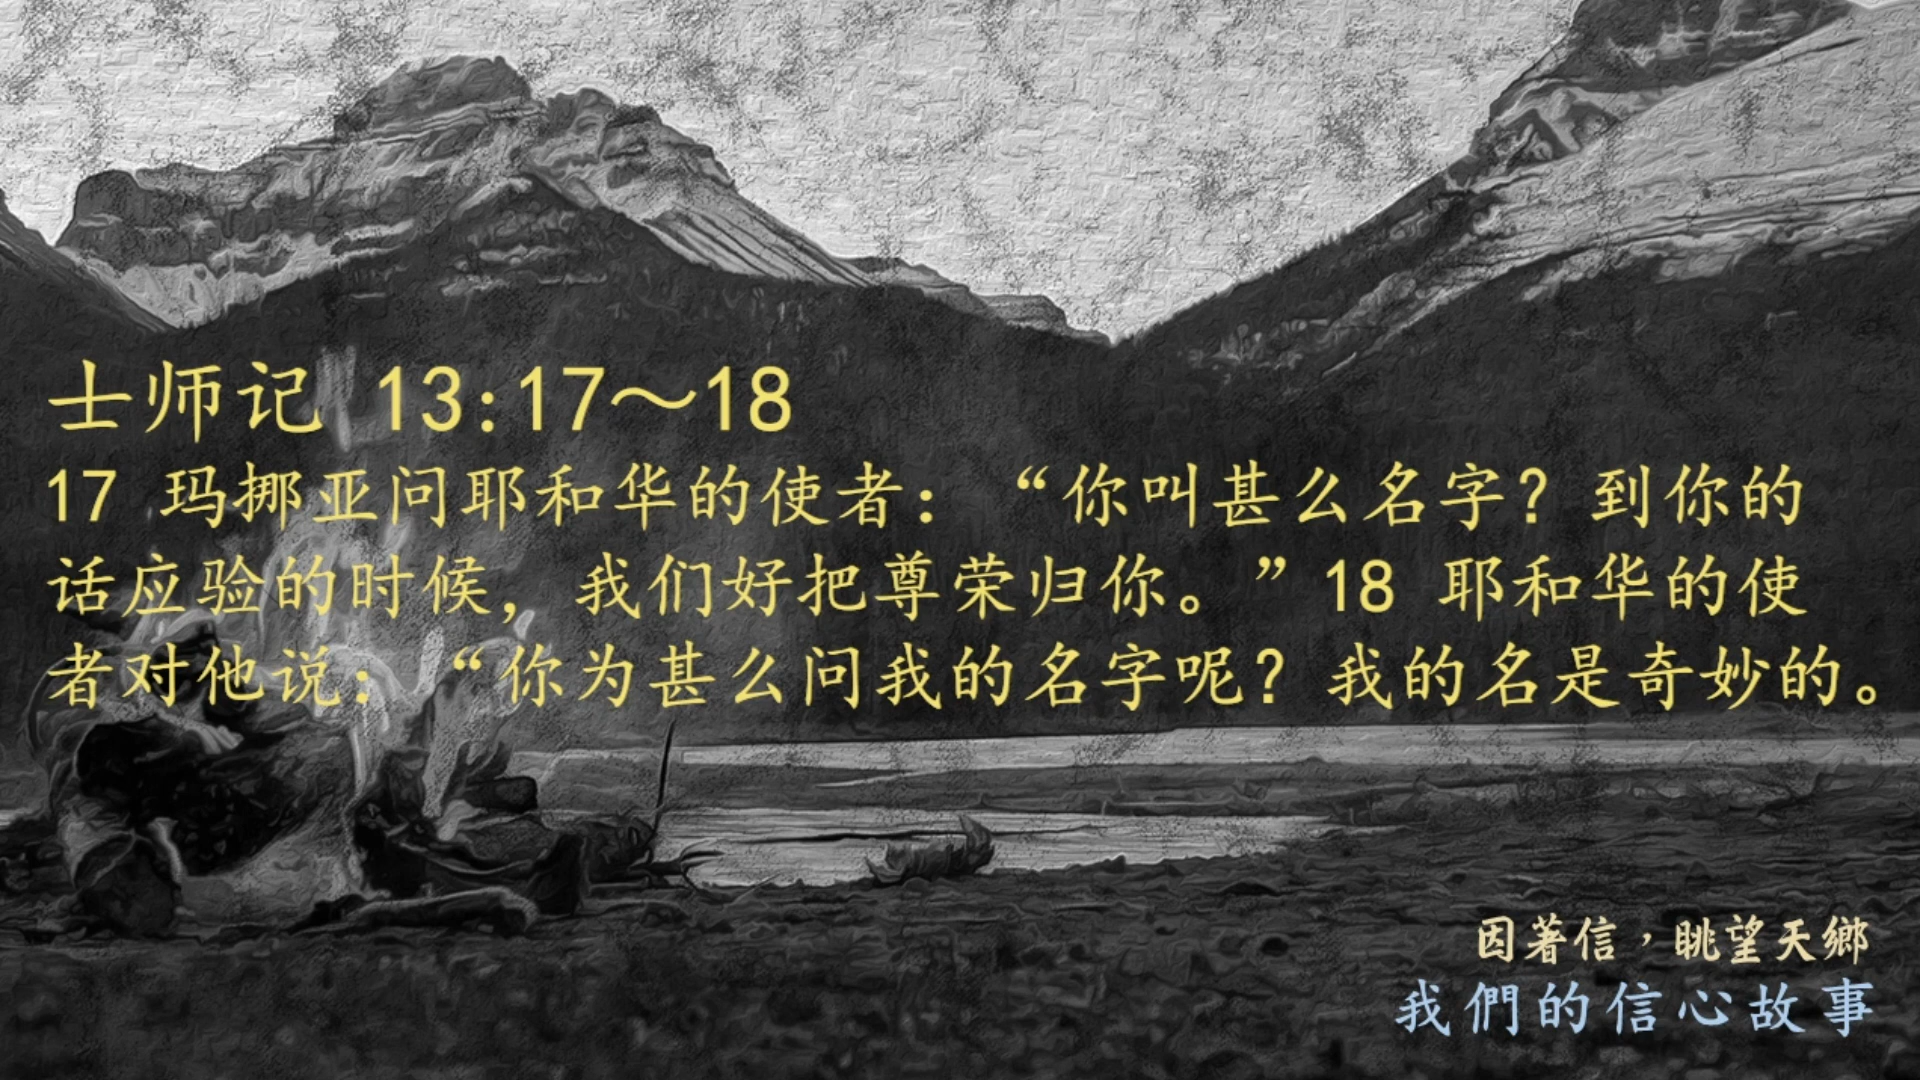 士师记 13:17～18
17 玛挪亚问耶和华的使者：“你叫甚么名字？到你的
话应验的时候，我们好把尊荣归你。”18 耶和华的使
者对他说：“你为甚么问我的名字呢？我的名是奇妙的。
因著信，眺望天鄉
我們的信心故事